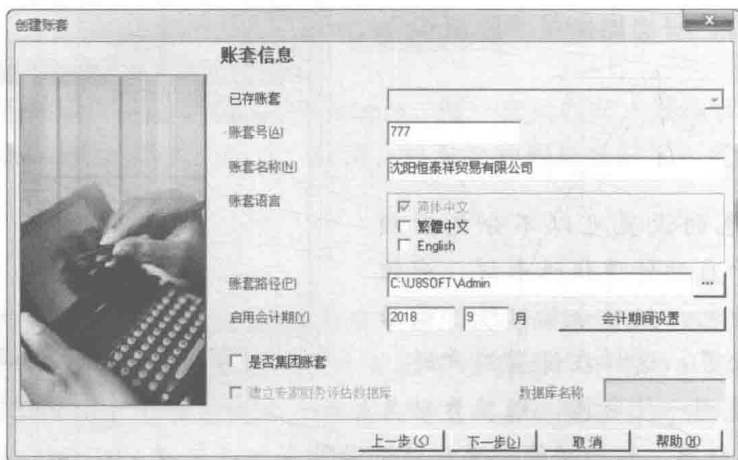 创建账套
账套信息
已存账套
账套号(A) 777
账套名称(N) 沈阳恒泰祥贸易有限公司
账套语言 简体中文
繁體中文
English
账套路径(P) C:\U8SOFT\Admin ...
启用会计期(Y) 2018 9 月 会计期间设置
是否集团账套
建立专家财务评估数据库 数据库名称
上一步(S) 下一步(N) 取消 帮助(H)